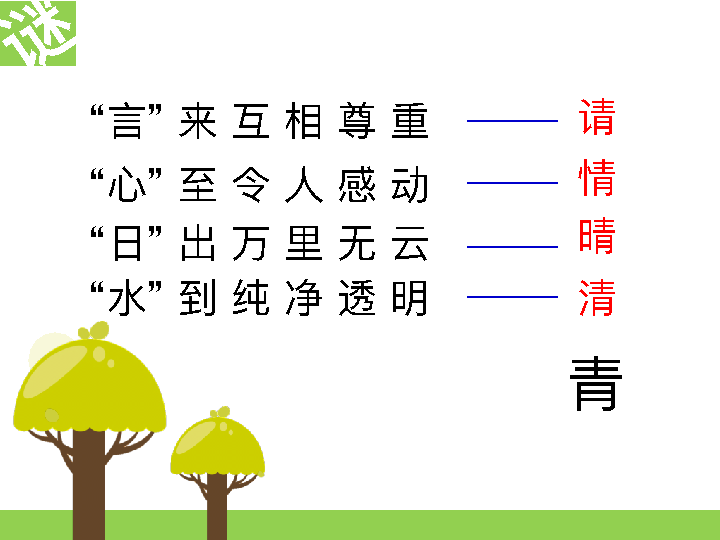 谜
“言”来互相尊重 —— 请
“心”至令人感动 —— 情
“日”出万里无云 —— 晴
“水”到纯净透明 —— 清
青